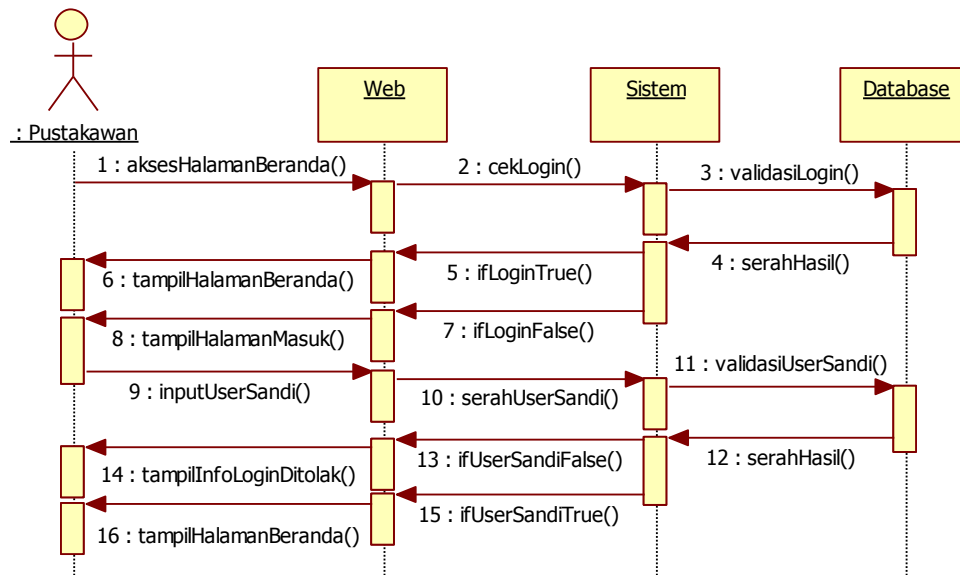 Web
Sistem
Database
: Pustakawan
1 : aksesHalamanBeranda()
2 : cekLogin()
3 : validasiLogin()
4 : serahHasil()
5 : ifLoginTrue()
6 : tampilHalamanBeranda()
7 : ifLoginFalse()
8 : tampilHalamanMasuk()
9 : inputUserSandi()
10 : serahUserSandi()
11 : validasiUserSandi()
12 : serahHasil()
13 : ifUserSandiFalse()
14 : tampilInfoLoginDitolak()
15 : ifUserSandiTrue()
16 : tampilHalamanBeranda()